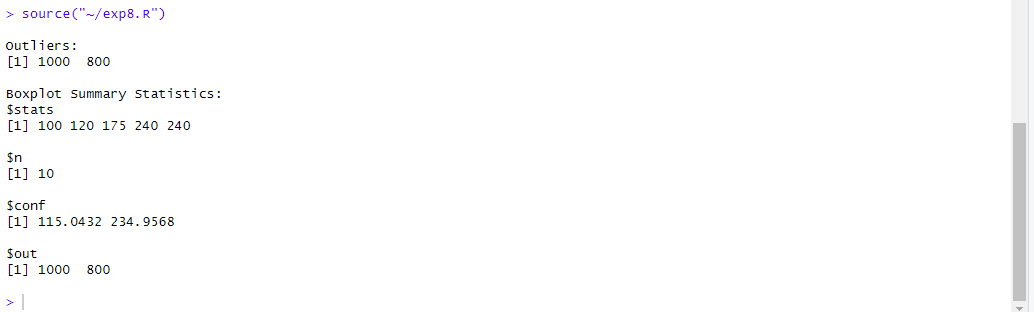 > source("~/exp8.R")
Outliers:
[1] 1000  800
Boxplot Summary Statistics:
$stats
[1] 100 120 175 240 240
$n
[1] 10
$conf
[1] 115.0432 234.9568
$out
[1] 1000  800
>